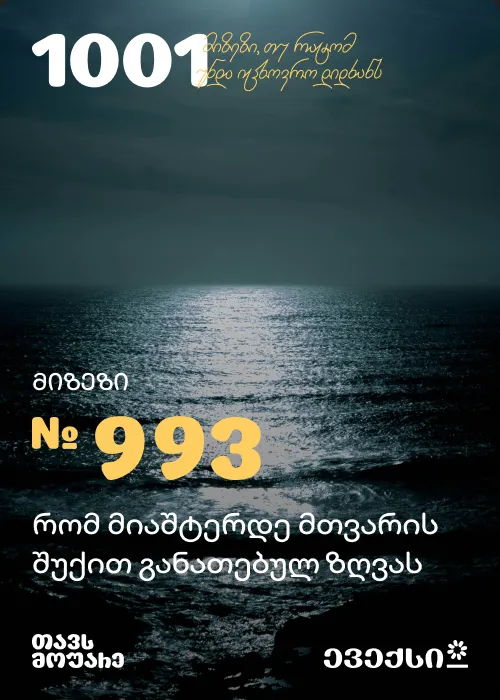 1001 მიზეზი, თუ რატომ
უნდა იცხოვრო დიდხანს
მიზეზი
№ 993
რომ მიაშტერდე მთვარის
შუქით განათებულ ზღვას
თავს
მოუარე
ევექსი